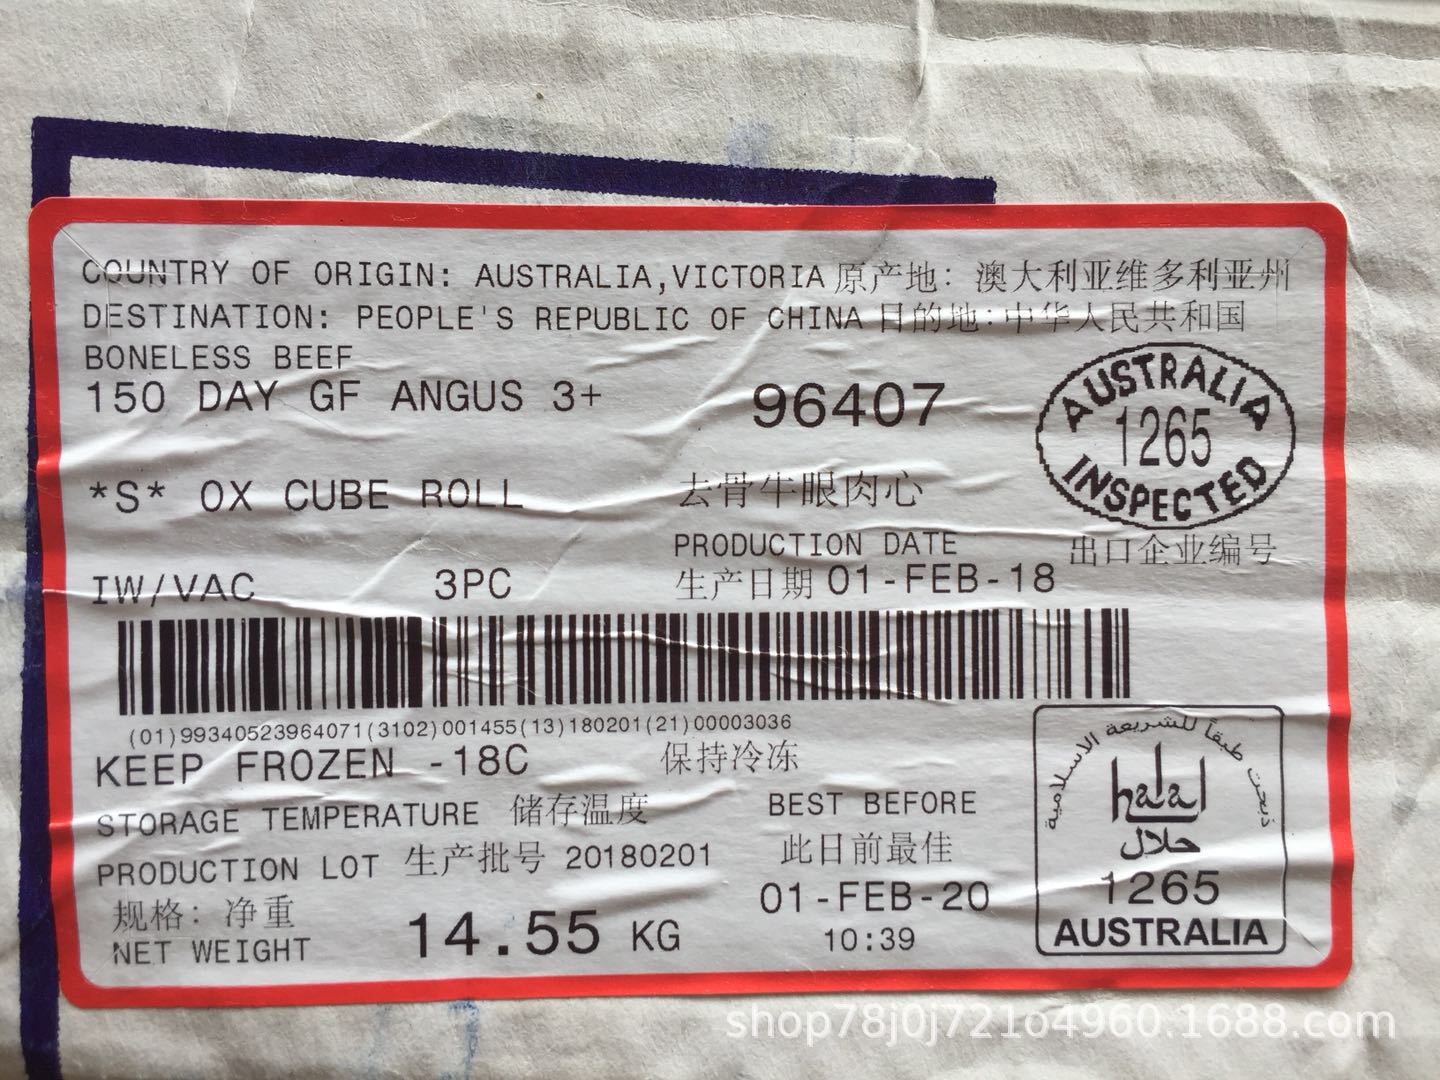 COUNTRY OF ORIGIN: AUSTRALIA,VICTORIA 原产地: 澳大利亚维多利亚州
DESTINATION: PEOPLE'S REPUBLIC OF CHINA 目的地:中华人民共和国
BONELESS BEEF
150 DAY GF ANGUS 3+
96407
AUSTRALIA
1265
INSPECTED
*S* OX CUBE ROLL
去骨牛眼肉心
出口企业编号
PRODUCTION DATE
生产日期 01-FEB-18
IW/VAC 3PC
(01)99340523964071(3102)001455(13)180201(21)00003036
KEEP FROZEN -18C 保持冷冻
STORAGE TEMPERATURE 储存温度
PRODUCTION LOT 生产批号 20180201
BEST BEFORE
此日前最佳
01-FEB-20
10:39
规格: 净重
NET WEIGHT 14.55 KG
ذبحت طبقاً للشريعة الاسلامية
halal
حلال
1265
AUSTRALIA
shop78j0j721o4960.1688.com